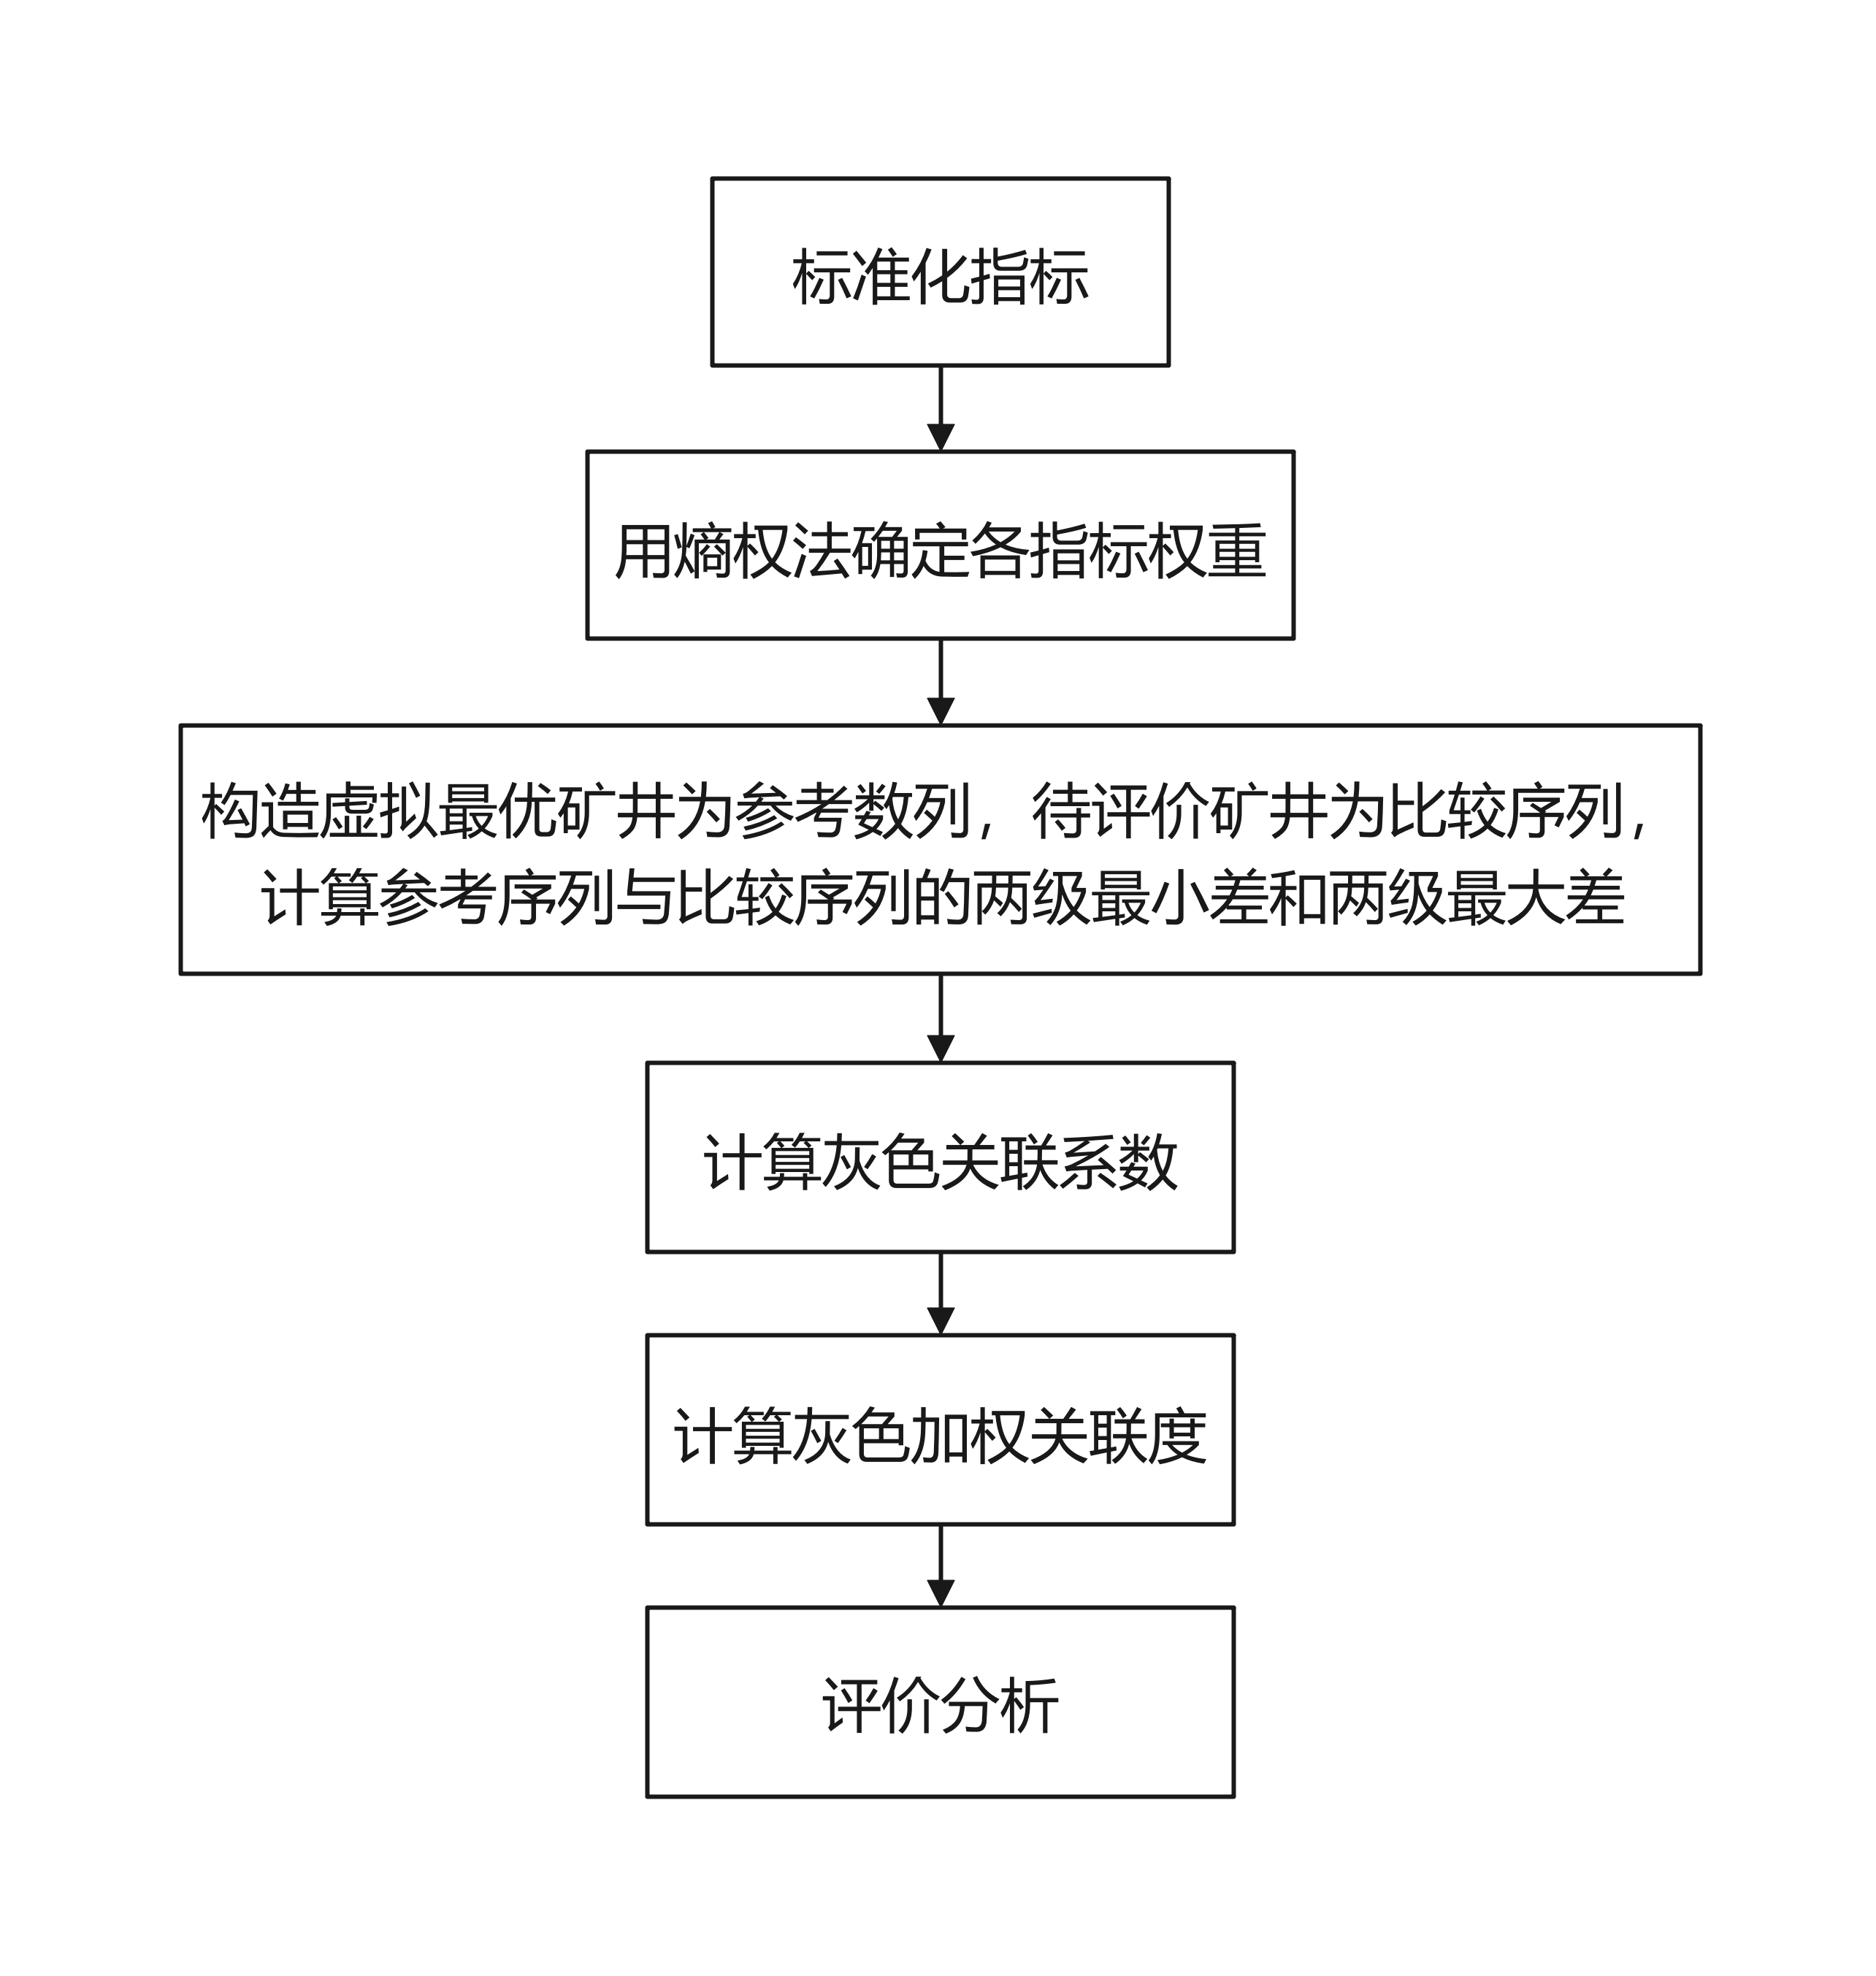 标准化指标
用熵权法确定各指标权重
构造虚拟最优矿井为参考数列，待评价矿井为比较序列，
计算参考序列与比较序列的两级最小差和两级最大差
计算灰色关联系数
计算灰色加权关联度
评价分析